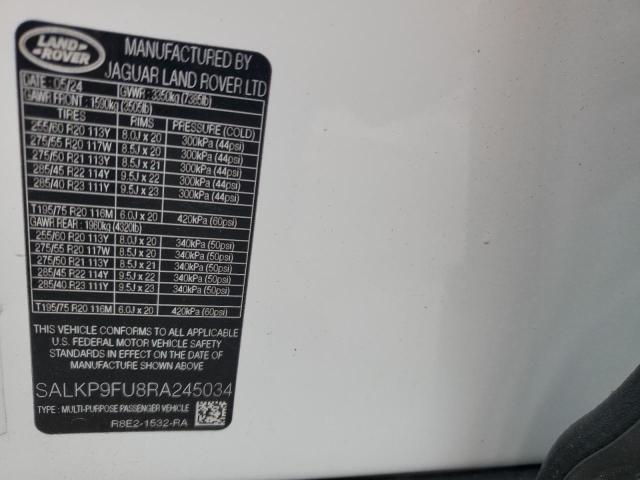 LAND ROVER
MANUFACTURED BY
JAGUAR LAND ROVER LTD
DATE: 05/24 GVWR: 3350kg (7385lb)
GAWR FRONT: 1590kg (3505lb)
TIRES RIMS PRESSURE (COLD)
255/60 R20 113Y 8.0J x 20 300kPa (44psi)
275/55 R20 117W 8.5J x 20 300kPa (44psi)
275/50 R21 113Y 8.5J x 21 300kPa (44psi)
285/45 R22 114Y 9.5J x 22 300kPa (44psi)
285/40 R23 111Y 9.5J x 23 300kPa (44psi)
T195/75 R20 116M 6.0J x 20 420kPa (60psi)
GAWR REAR: 1960kg (4320lb)
255/60 R20 113Y 8.0J x 20 340kPa (50psi)
275/55 R20 117W 8.5J x 20 340kPa (50psi)
275/50 R21 113Y 8.5J x 21 340kPa (50psi)
285/45 R22 114Y 9.5J x 22 340kPa (50psi)
285/40 R23 111Y 9.5J x 23 340kPa (50psi)
T195/75 R20 116M 6.0J x 20 420kPa (60psi)
THIS VEHICLE CONFORMS TO ALL APPLICABLE
U.S. FEDERAL MOTOR VEHICLE SAFETY
STANDARDS IN EFFECT ON THE DATE OF
MANUFACTURE SHOWN ABOVE
SALKP9FU8RA245034
TYPE: MULTI-PURPOSE PASSENGER VEHICLE
R8E2-1532-RA